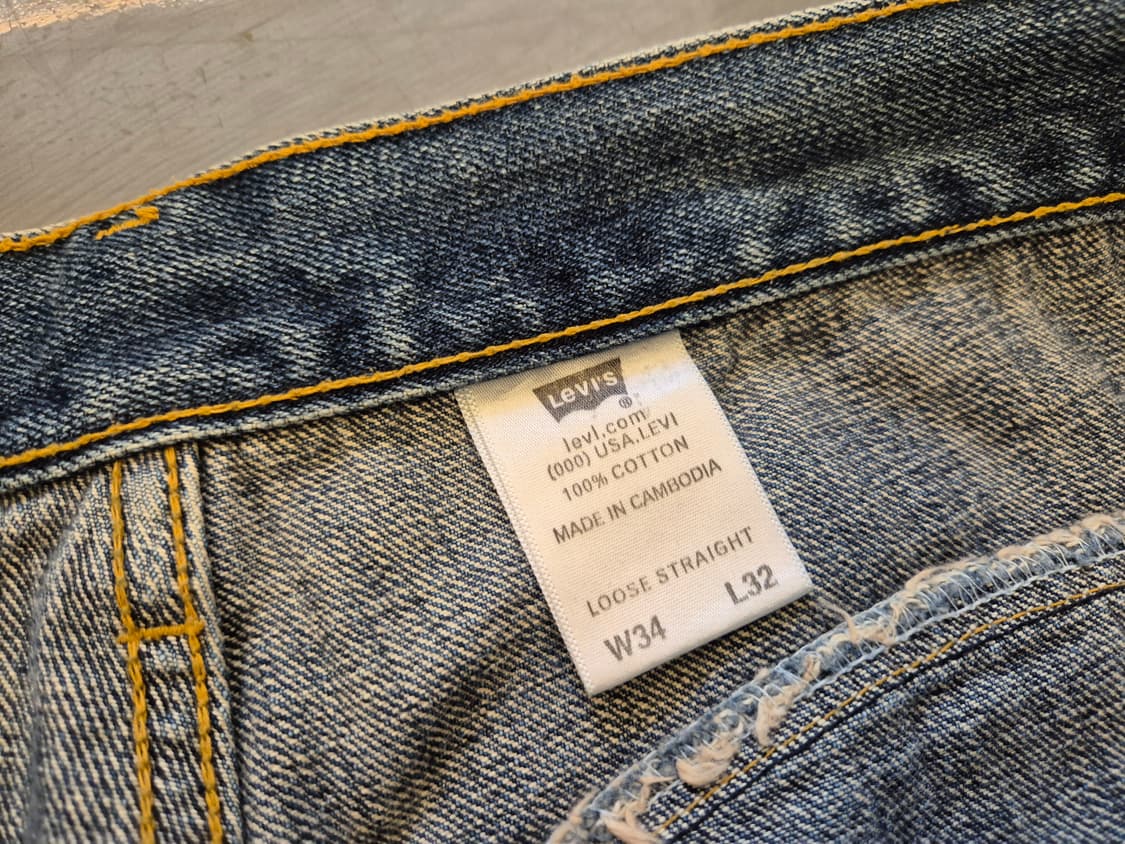 LEVI'S
®
levi.com
(000) USA.LEVI
100% COTTON
MADE IN CAMBODIA
LOOSE STRAIGHT
W34 L32